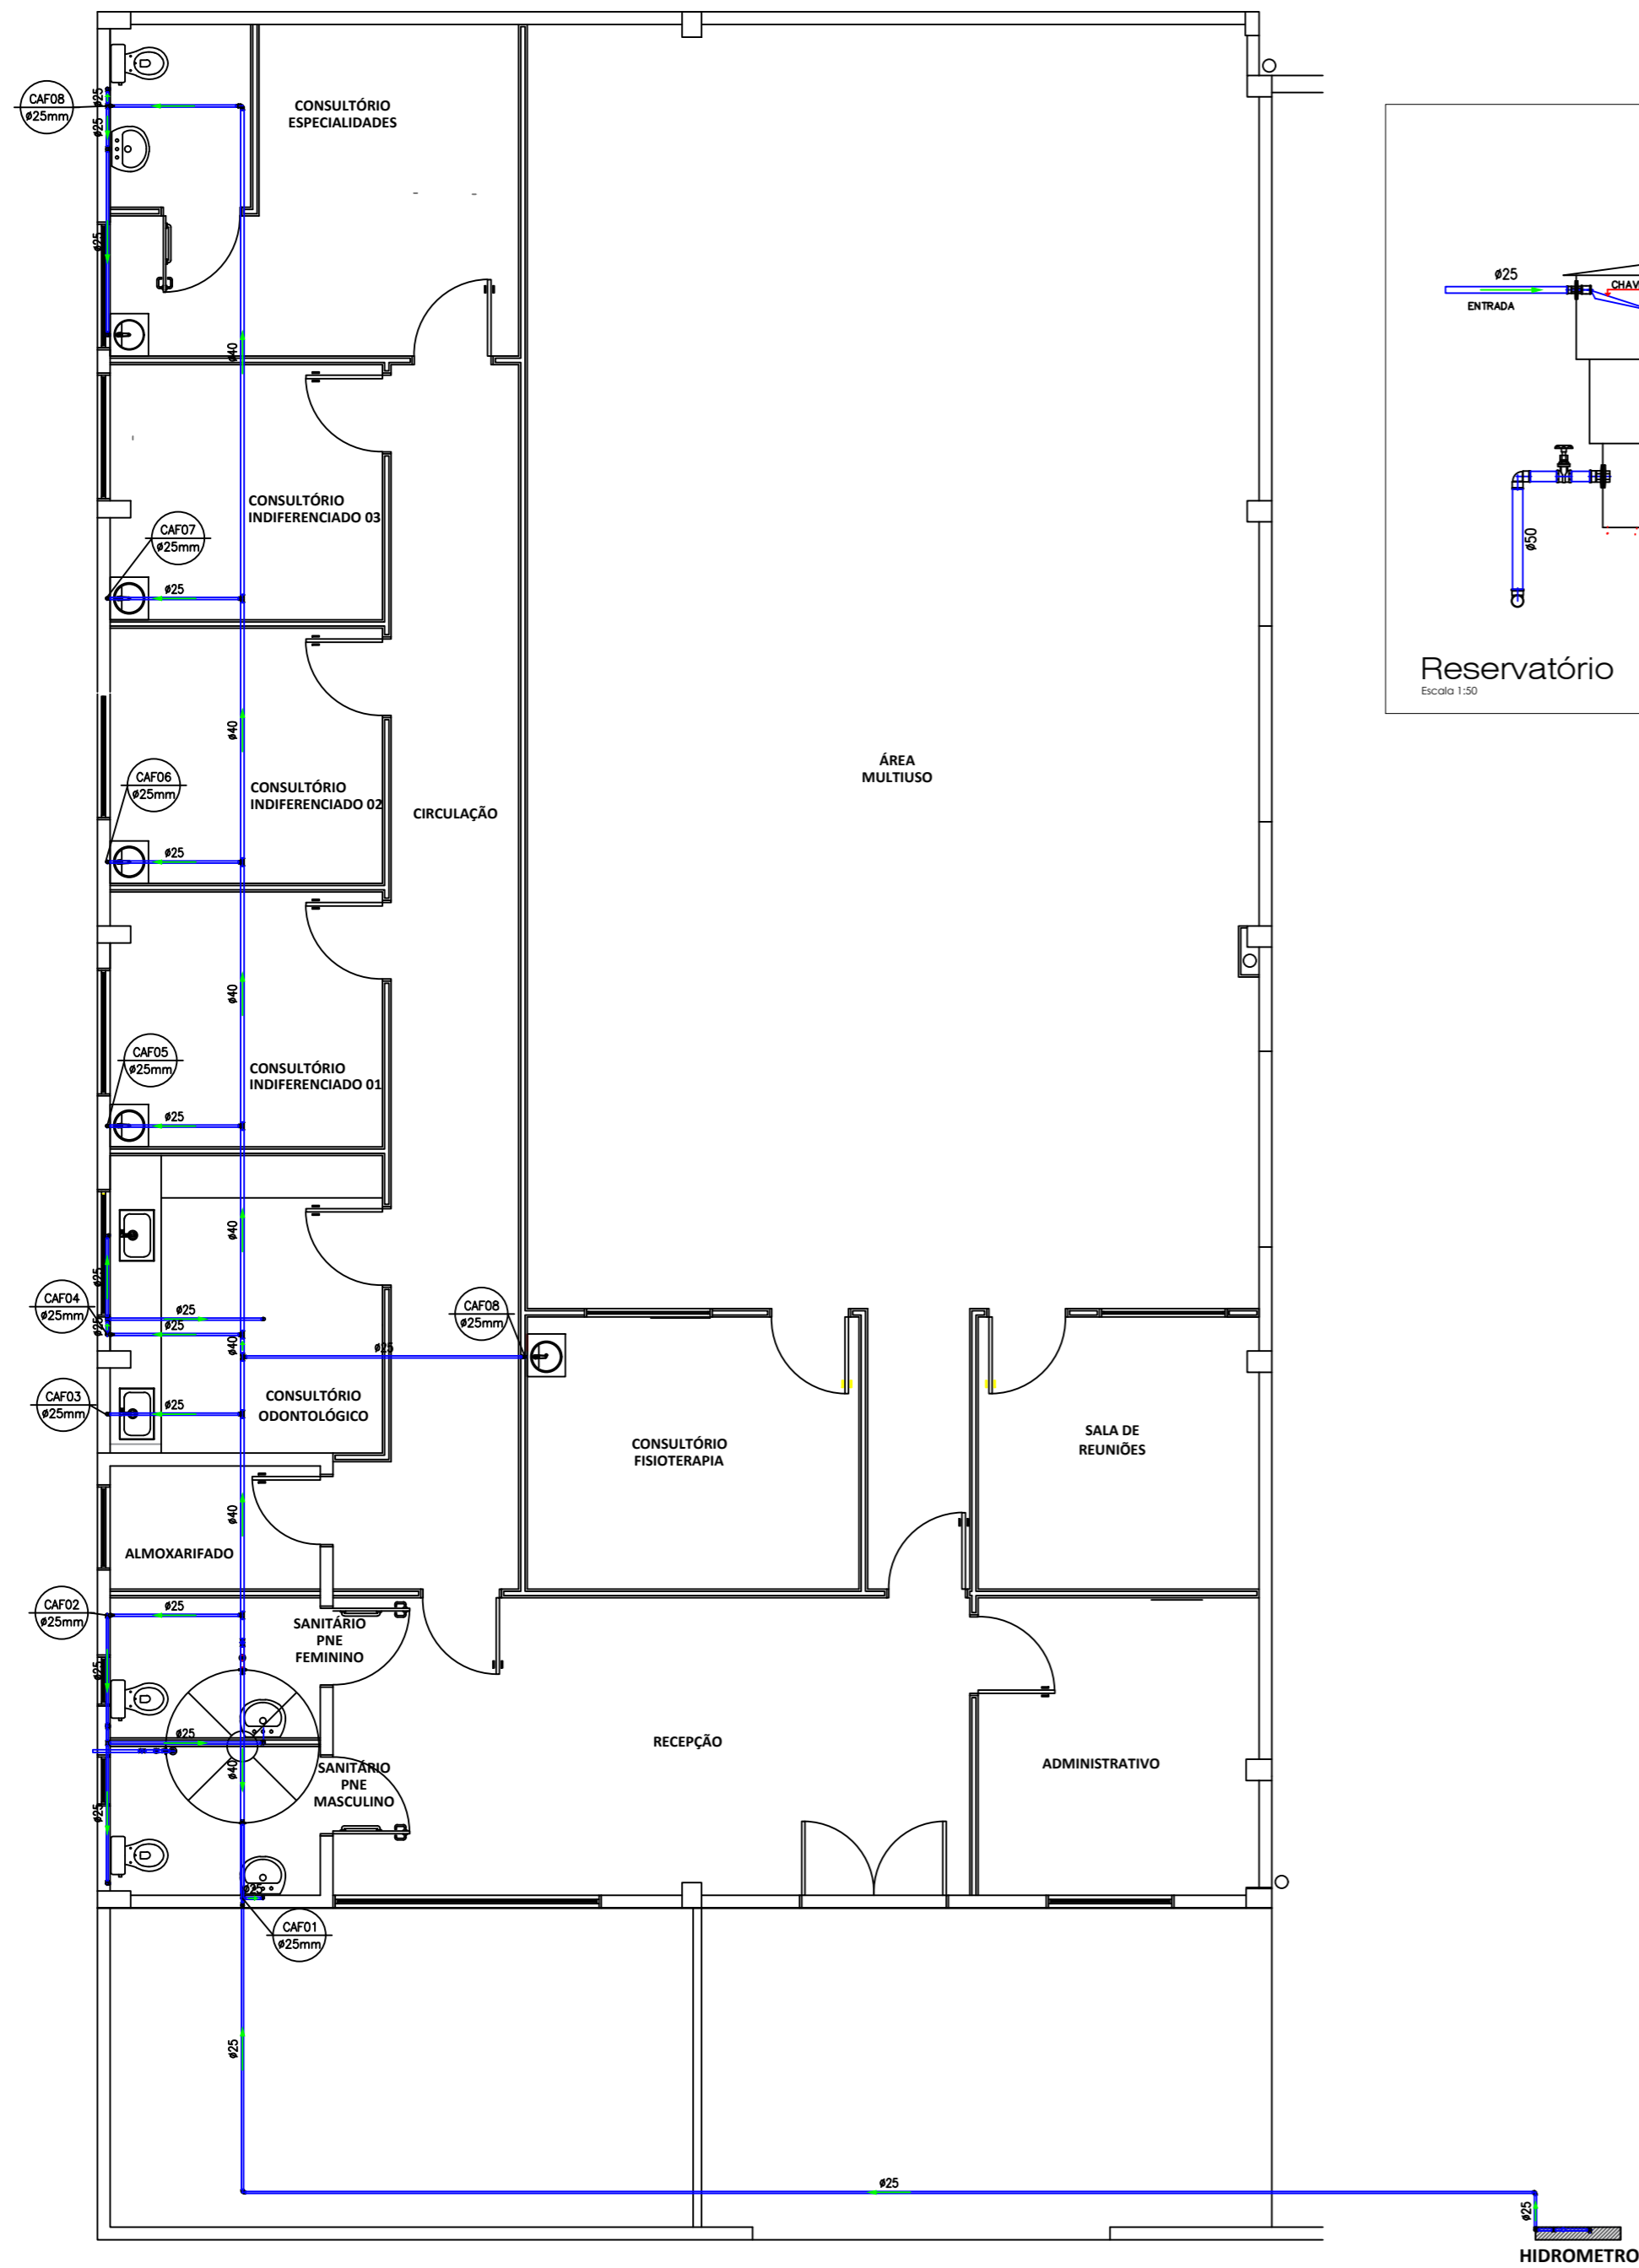 CAF08
ø25mm
ø25
ø25
ø25
CONSULTÓRIO
ESPECIALIDADES
ø40
CONSULTÓRIO
INDIFERENCIADO 03
CAF07
ø25mm
ø25
ø40
CONSULTÓRIO
INDIFERENCIADO 02
CAF06
ø25mm
ø25
CIRCULAÇÃO
ÁREA
MULTIUSO
ø40
CONSULTÓRIO
INDIFERENCIADO 01
CAF05
ø25mm
ø25
ø40
ø25
CAF04
ø25mm
ø25
ø25
ø25
ø40
ø25
CAF08
ø25mm
CAF03
ø25mm
ø25
CONSULTÓRIO
ODONTOLÓGICO
CONSULTÓRIO
FISIOTERAPIA
SALA DE
REUNIÕES
ø40
ALMOXARIFADO
CAF02
ø25mm
ø25
SANITÁRIO
PNE
FEMININO
ø25
ø25
ø40
SANITÁRIO
PNE
MASCULINO
RECEPÇÃO
ADMINISTRATIVO
ø25
ø25
CAF01
ø25mm
ø25
ø25
ø25
HIDROMETRO
ø25
ENTRADA
CHAV
ø50
Reservatório
Escala 1:50